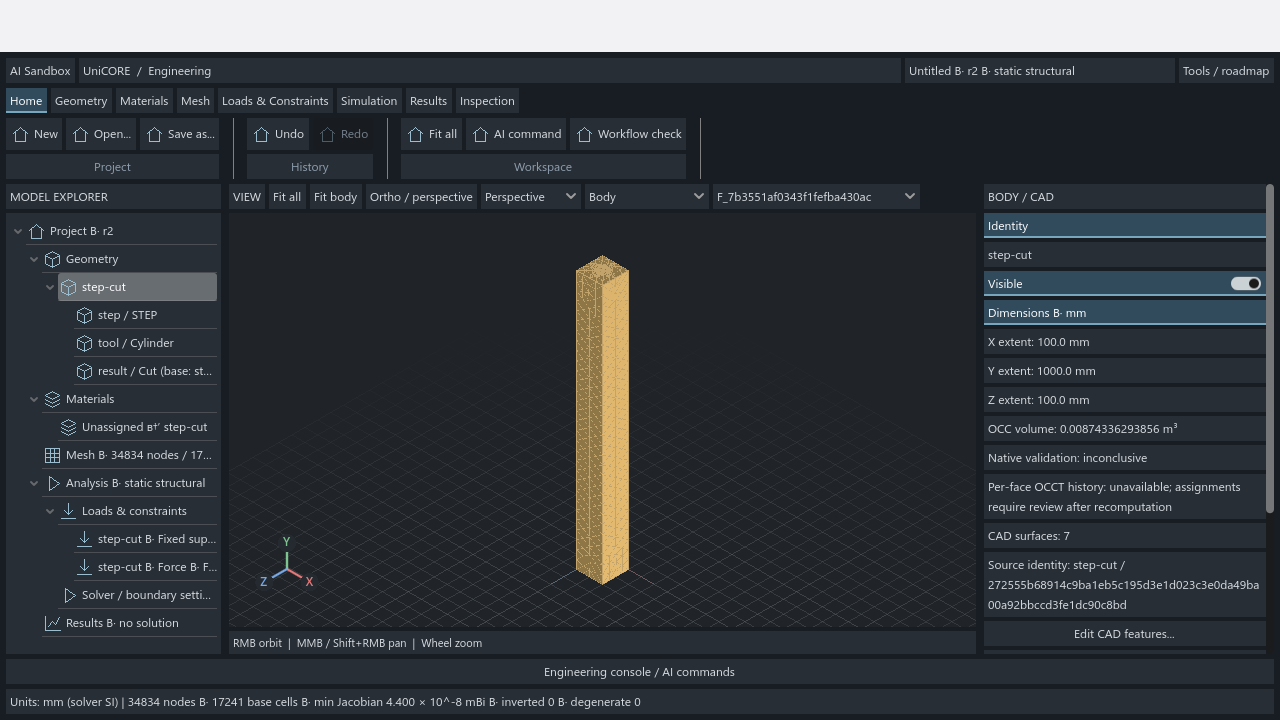 AI Sandbox
UniCORE / Engineering
Untitled В· r2 В· static structural
Tools / roadmap
Home
Geometry
Materials
Mesh
Loads & Constraints
Simulation
Results
Inspection
New
Open...
Save as...
Undo
Redo
Fit all
AI command
Workflow check
Project
History
Workspace
MODEL EXPLORER
VIEW
Fit all
Fit body
Ortho / perspective
Perspective
Body
F_7b3551af0343f1fefba430ac
BODY / CAD
Project В· r2
Geometry
step-cut
step / STEP
tool / Cylinder
result / Cut (base: st...
Materials
Unassigned в†’ step-cut
Mesh В· 34834 nodes / 17...
Analysis В· static structural
Loads & constraints
step-cut В· Fixed sup...
step-cut В· Force В· F...
Solver / boundary setti...
Results В· no solution
Y
Z
X
RMB orbit | MMB / Shift+RMB pan | Wheel zoom
Identity
step-cut
Visible
Dimensions В· mm
X extent: 100.0 mm
Y extent: 1000.0 mm
Z extent: 100.0 mm
OCC volume: 0.00874336293856 m³
Native validation: inconclusive
Per-face OCCT history: unavailable; assignments
require review after recomputation
CAD surfaces: 7
Source identity: step-cut /
272555b68914c9ba1eb5c195d3e1d023c3e0da49ba
00a92bbccd3fe1dc90c8bd
Edit CAD features...
Engineering console / AI commands
Units: mm (solver SI) | 34834 nodes В· 17241 base cells В· min Jacobian 4.400 × 10^-8 mВі В· inverted 0 В· degenerate 0